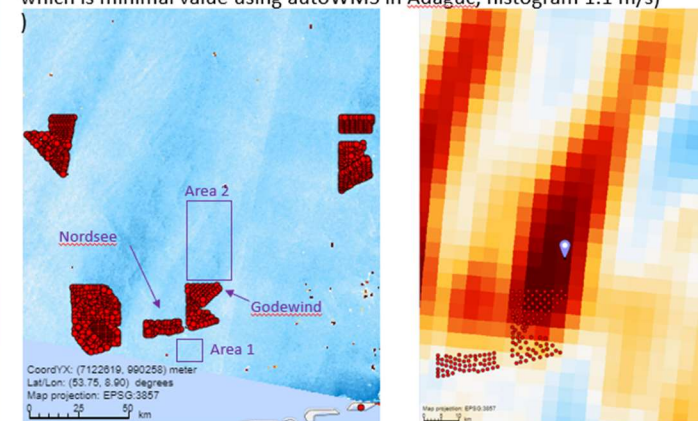 which is minimal value using autoWMS in Adaguc, histogram 1.1 m/s)
)
Area 2
Nordsee
Godewind
Area 1
CoordYX: (7122619, 990258) meter
Lat/Lon: (53.75, 8.90) degrees
Map projection: EPSG:3857
0 25 50 km
Map projection: EPSG:3857